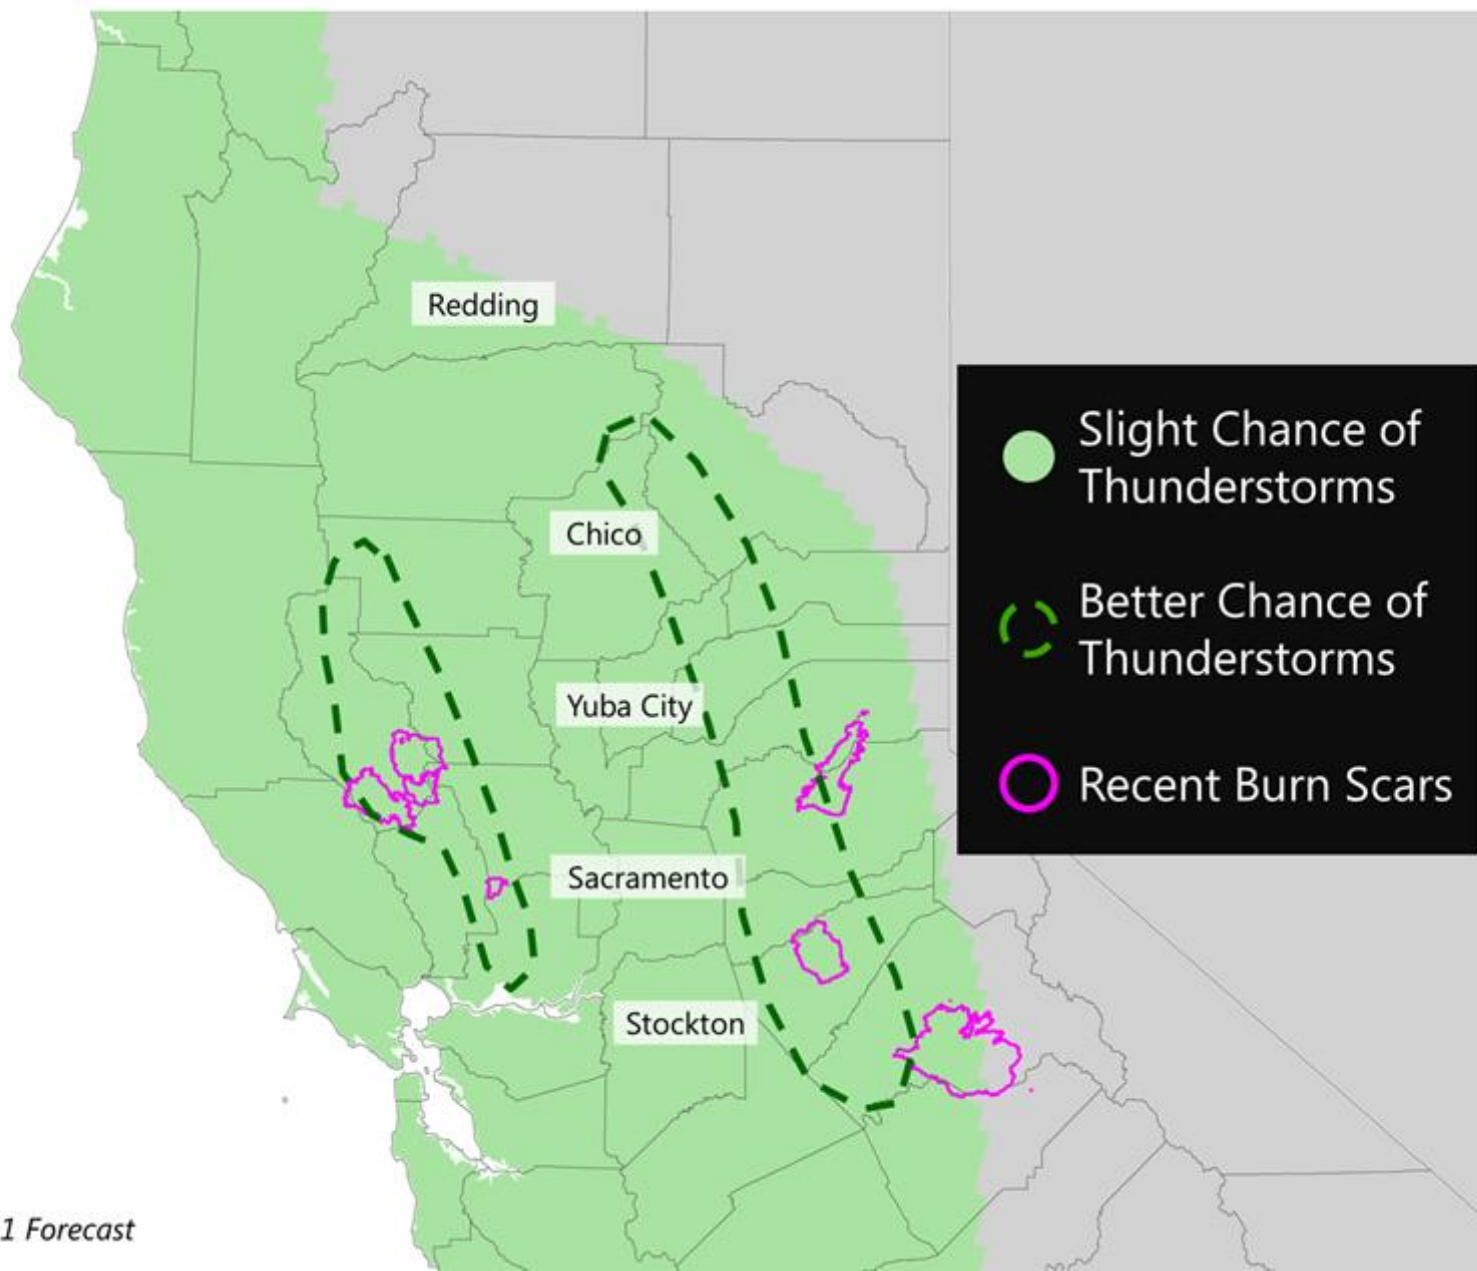 Redding
Chico
Yuba City
Sacramento
Stockton
Slight Chance of
Thunderstorms
Better Chance of
Thunderstorms
Recent Burn Scars
1 Forecast